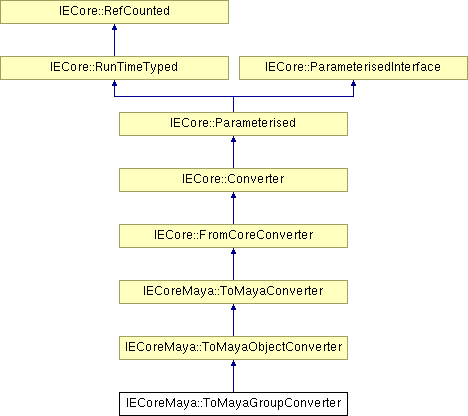 IECore::RefCounted
IECore::RunTimeTyped
IECore::ParameterisedInterface
IECore::Parameterised
IECore::Converter
IECore::FromCoreConverter
IECoreMaya::ToMayaConverter
IECoreMaya::ToMayaObjectConverter
IECoreMaya::ToMayaGroupConverter